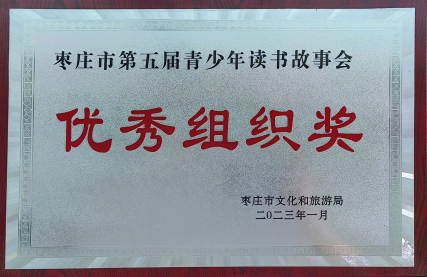 枣庄市第五届青少年读书故事会
优秀组织奖
枣庄市文化和旅游局
二〇二三年一月